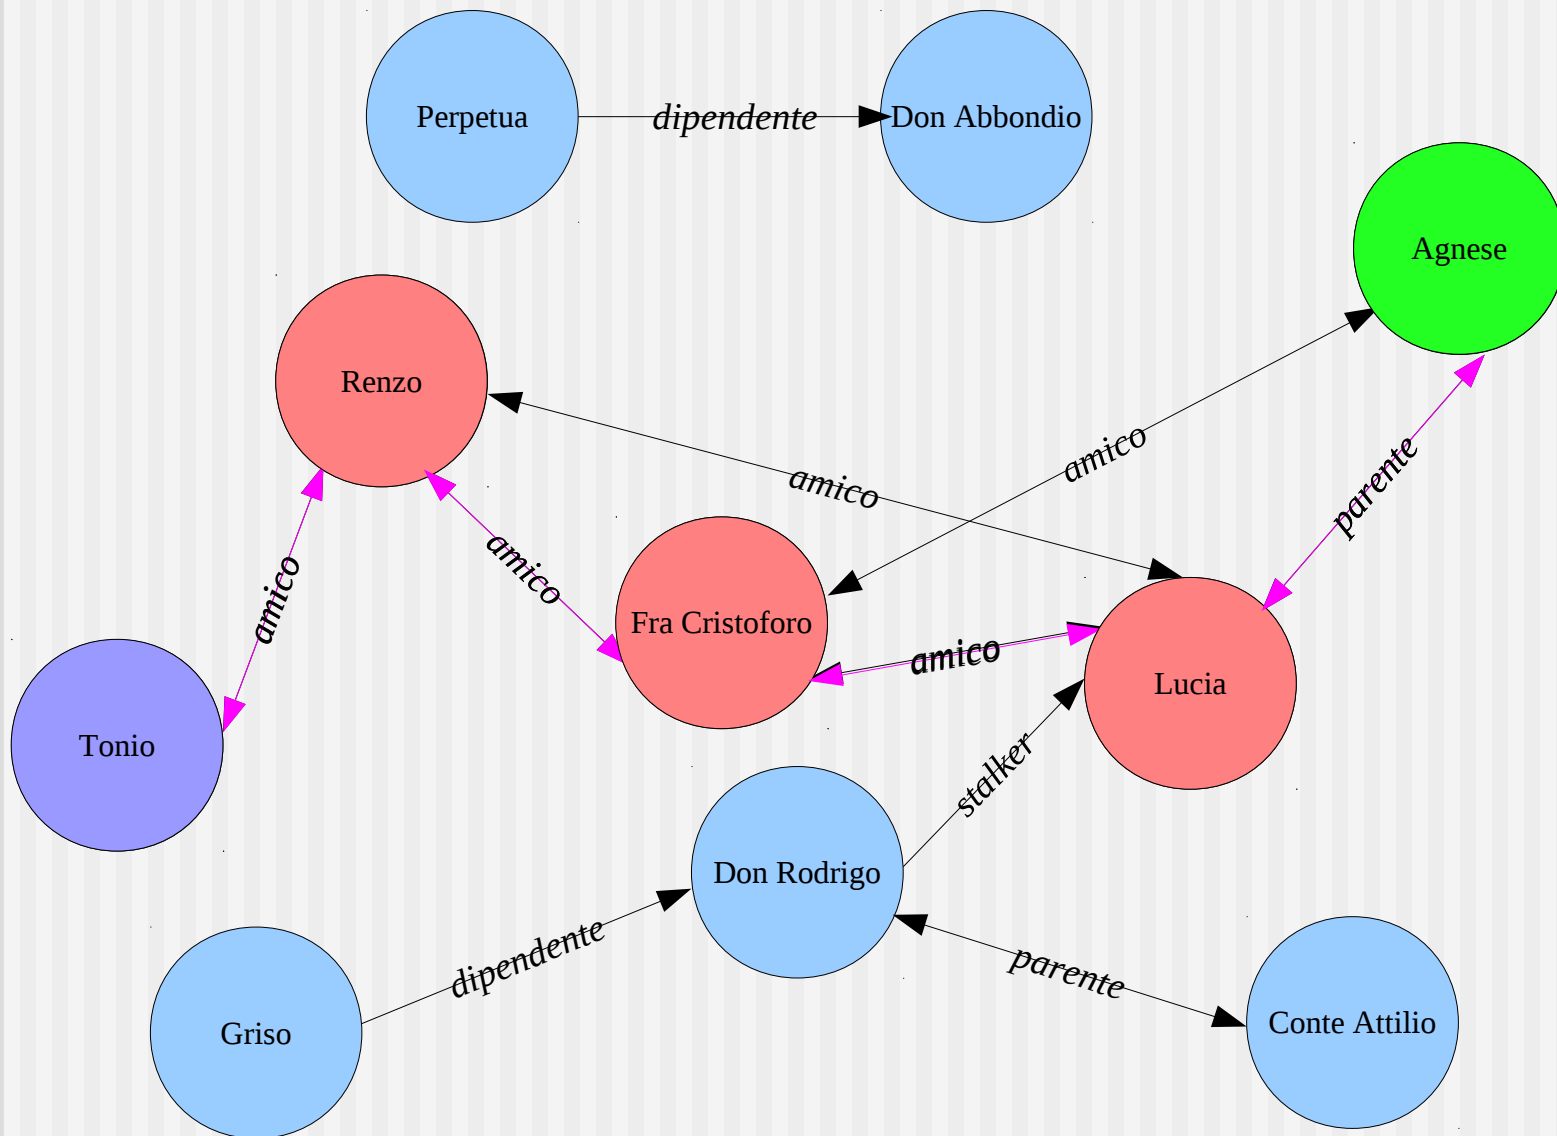 Perpetua
dipendente
Don Abbondio
Agnese
Renzo
amico
amico
parente
amico
amico
Fra Cristoforo
amico
Lucia
Tonio
stalker
Don Rodrigo
dipendente
parente
Griso
Conte Attilio